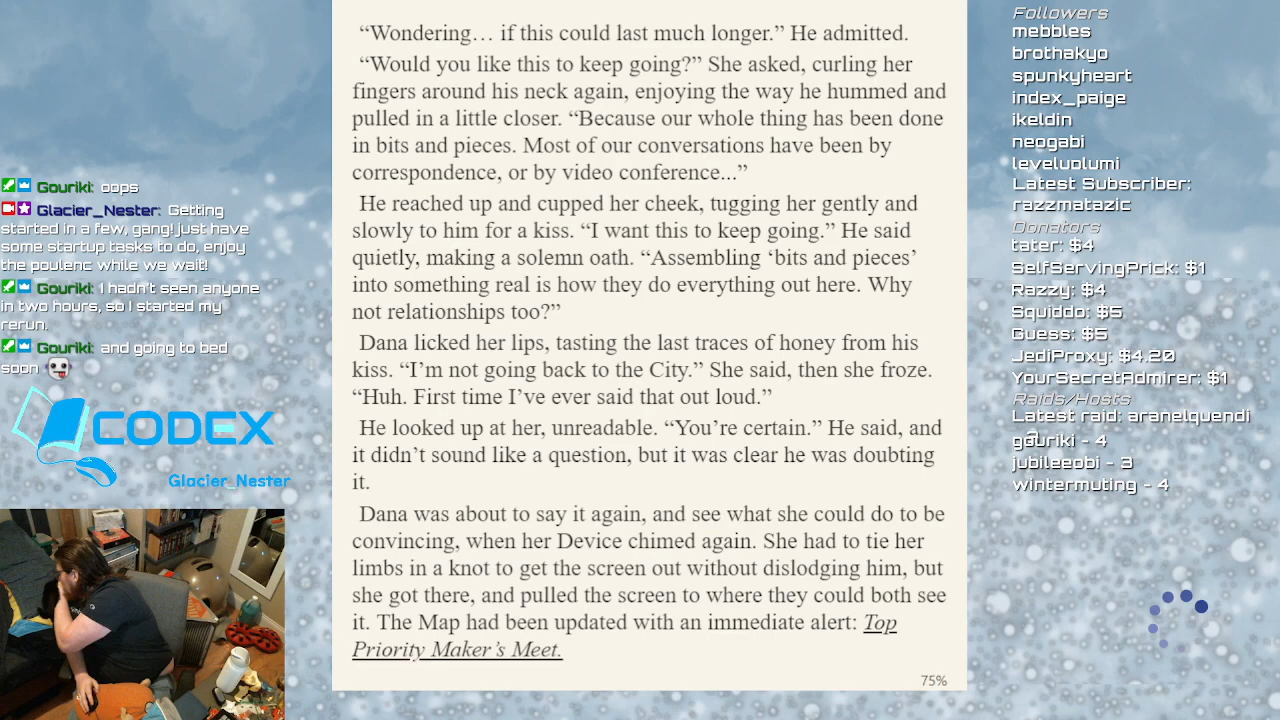 Gouriki: oops
Glacier_Nester: Getting
started in a few, gang! just have
some startup tasks to do, enjoy
the poulenc while we wait!
Gouriki: I hadn't seen anyone
in two hours, so I started my
rerun.
Gouriki: and going to bed
soon
CODEX
Glacier_Nester
“Wondering… if this could last much longer.” He admitted.
“Would you like this to keep going?” She asked, curling her
fingers around his neck again, enjoying the way he hummed and
pulled in a little closer. “Because our whole thing has been done
in bits and pieces. Most of our conversations have been by
correspondence, or by video conference...”
He reached up and cupped her cheek, tugging her gently and
slowly to him for a kiss. “I want this to keep going.” He said
quietly, making a solemn oath. “Assembling ‘bits and pieces’
into something real is how they do everything out here. Why
not relationships too?”
Dana licked her lips, tasting the last traces of honey from his
kiss. “I’m not going back to the City.” She said, then she froze.
“Huh. First time I’ve ever said that out loud.”
He looked up at her, unreadable. “You’re certain.” He said, and
it didn’t sound like a question, but it was clear he was doubting
it.
Dana was about to say it again, and see what she could do to be
convincing, when her Device chimed again. She had to tie her
limbs in a knot to get the screen out without dislodging him, but
she got there, and pulled the screen to where they could both see
it. The Map had been updated with an immediate alert: Top
Priority Maker’s Meet.
75%
Followers
mebbles
brothakyo
spunkyheart
index_paige
ikeldin
neogabi
leveluplumi
Latest Subscriber:
razzmatazic
Donators
tater: $4
SelfServingPrick: $1
Razzy: $4
Squiddo: $5
Guess: $5
JediProxy: $4.20
YourSecretAdmirer: $1
Raids/Hosts
Latest raid: aranelquendi
gouriki - 4
jubileeobi - 3
wintermuting - 4